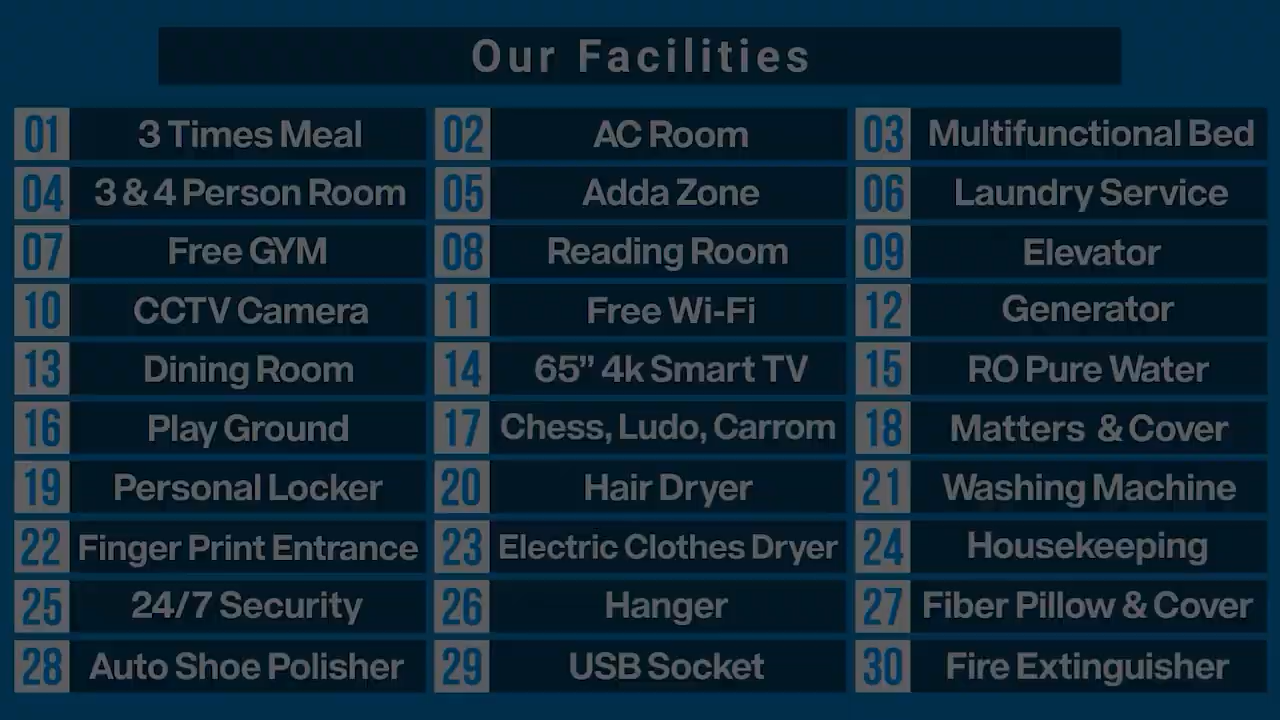 Our Facilities
01 3 Times Meal 02 AC Room 03 Multifunctional Bed
04 3 & 4 Person Room 05 Adda Zone 06 Laundry Service
07 Free GYM 08 Reading Room 09 Elevator
10 CCTV Camera 11 Free Wi-Fi 12 Generator
13 Dining Room 14 65” 4k Smart TV 15 RO Pure Water
16 Play Ground 17 Chess, Ludo, Carrom 18 Matters & Cover
19 Personal Locker 20 Hair Dryer 21 Washing Machine
22 Finger Print Entrance 23 Electric Clothes Dryer 24 Housekeeping
25 24/7 Security 26 Hanger 27 Fiber Pillow & Cover
28 Auto Shoe Polisher 29 USB Socket 30 Fire Extinguisher